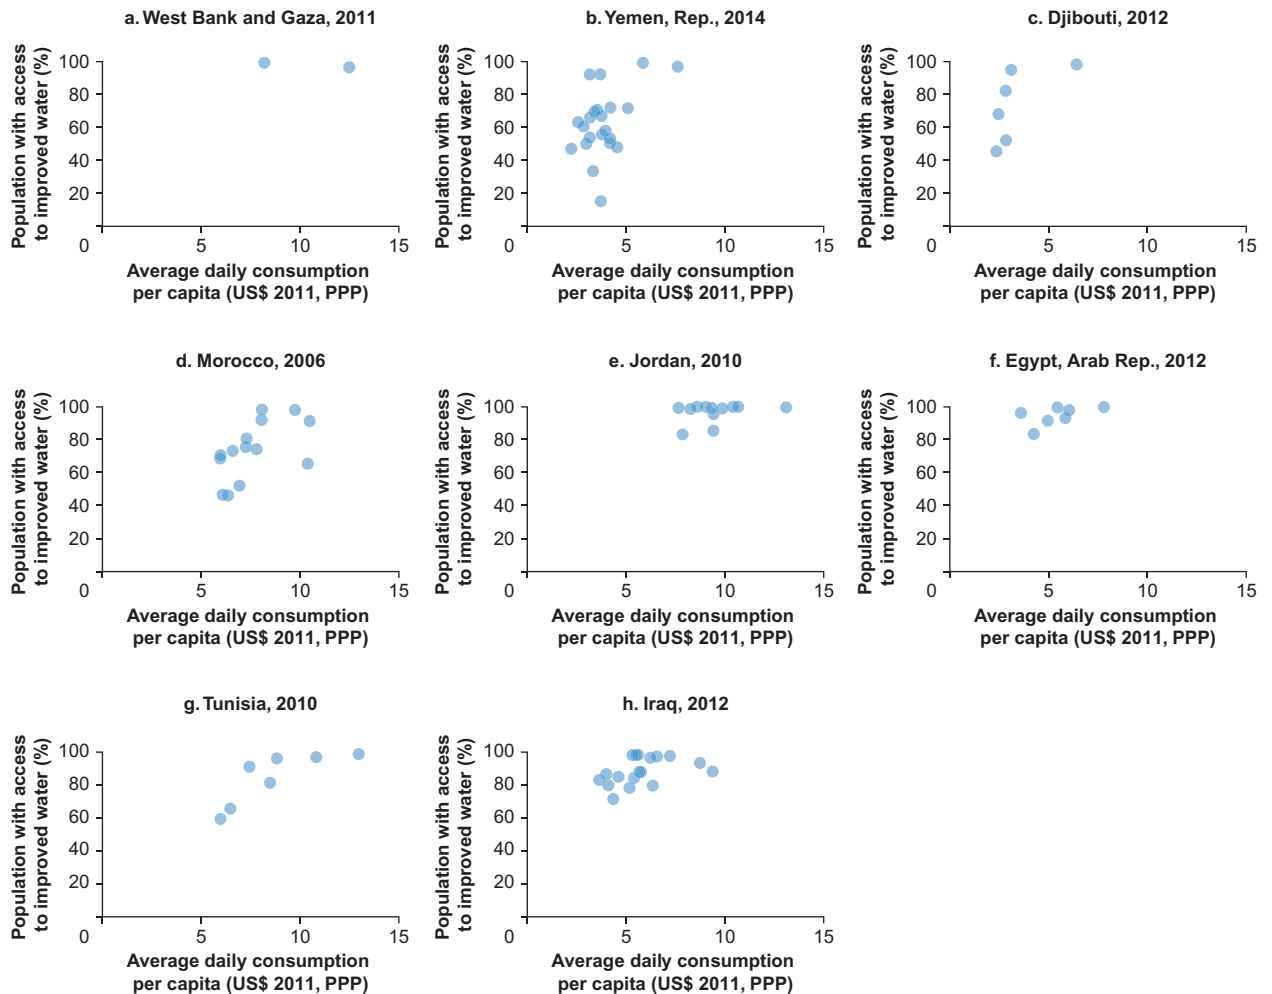 a. West Bank and Gaza, 2011
Population with access
to improved water (%)
100
80
60
40
20
0
5
10
15
Average daily consumption
per capita (US$ 2011, PPP)
b. Yemen, Rep., 2014
Population with access
to improved water (%)
100
80
60
40
20
0
5
10
15
Average daily consumption
per capita (US$ 2011, PPP)
c. Djibouti, 2012
Population with access
to improved water (%)
100
80
60
40
20
0
5
10
15
Average daily consumption
per capita (US$ 2011, PPP)
d. Morocco, 2006
Population with access
to improved water (%)
100
80
60
40
20
0
5
10
15
Average daily consumption
per capita (US$ 2011, PPP)
e. Jordan, 2010
Population with access
to improved water (%)
100
80
60
40
20
0
5
10
15
Average daily consumption
per capita (US$ 2011, PPP)
f. Egypt, Arab Rep., 2012
Population with access
to improved water (%)
100
80
60
40
20
0
5
10
15
Average daily consumption
per capita (US$ 2011, PPP)
g. Tunisia, 2010
Population with access
to improved water (%)
100
80
60
40
20
0
5
10
15
Average daily consumption
per capita (US$ 2011, PPP)
h. Iraq, 2012
Population with access
to improved water (%)
100
80
60
40
20
0
5
10
15
Average daily consumption
per capita (US$ 2011, PPP)